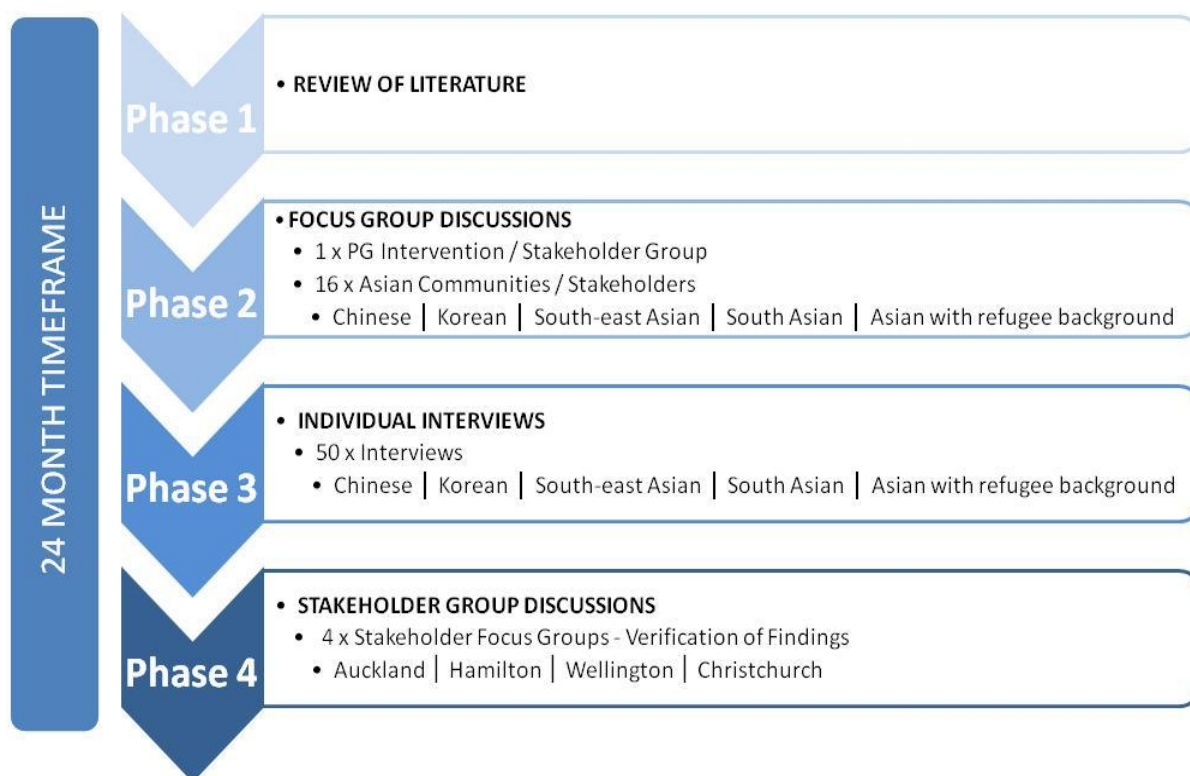 24 MONTH TIMEFRAME
Phase 1
• REVIEW OF LITERATURE
Phase 2
• FOCUS GROUP DISCUSSIONS
• 1 x PG Intervention / Stakeholder Group
• 16 x Asian Communities / Stakeholders
• Chinese | Korean | South-east Asian | South Asian | Asian with refugee background
Phase 3
• INDIVIDUAL INTERVIEWS
• 50 x Interviews
• Chinese | Korean | South-east Asian | South Asian | Asian with refugee background
Phase 4
• STAKEHOLDER GROUP DISCUSSIONS
• 4 x Stakeholder Focus Groups - Verification of Findings
• Auckland | Hamilton | Wellington | Christchurch